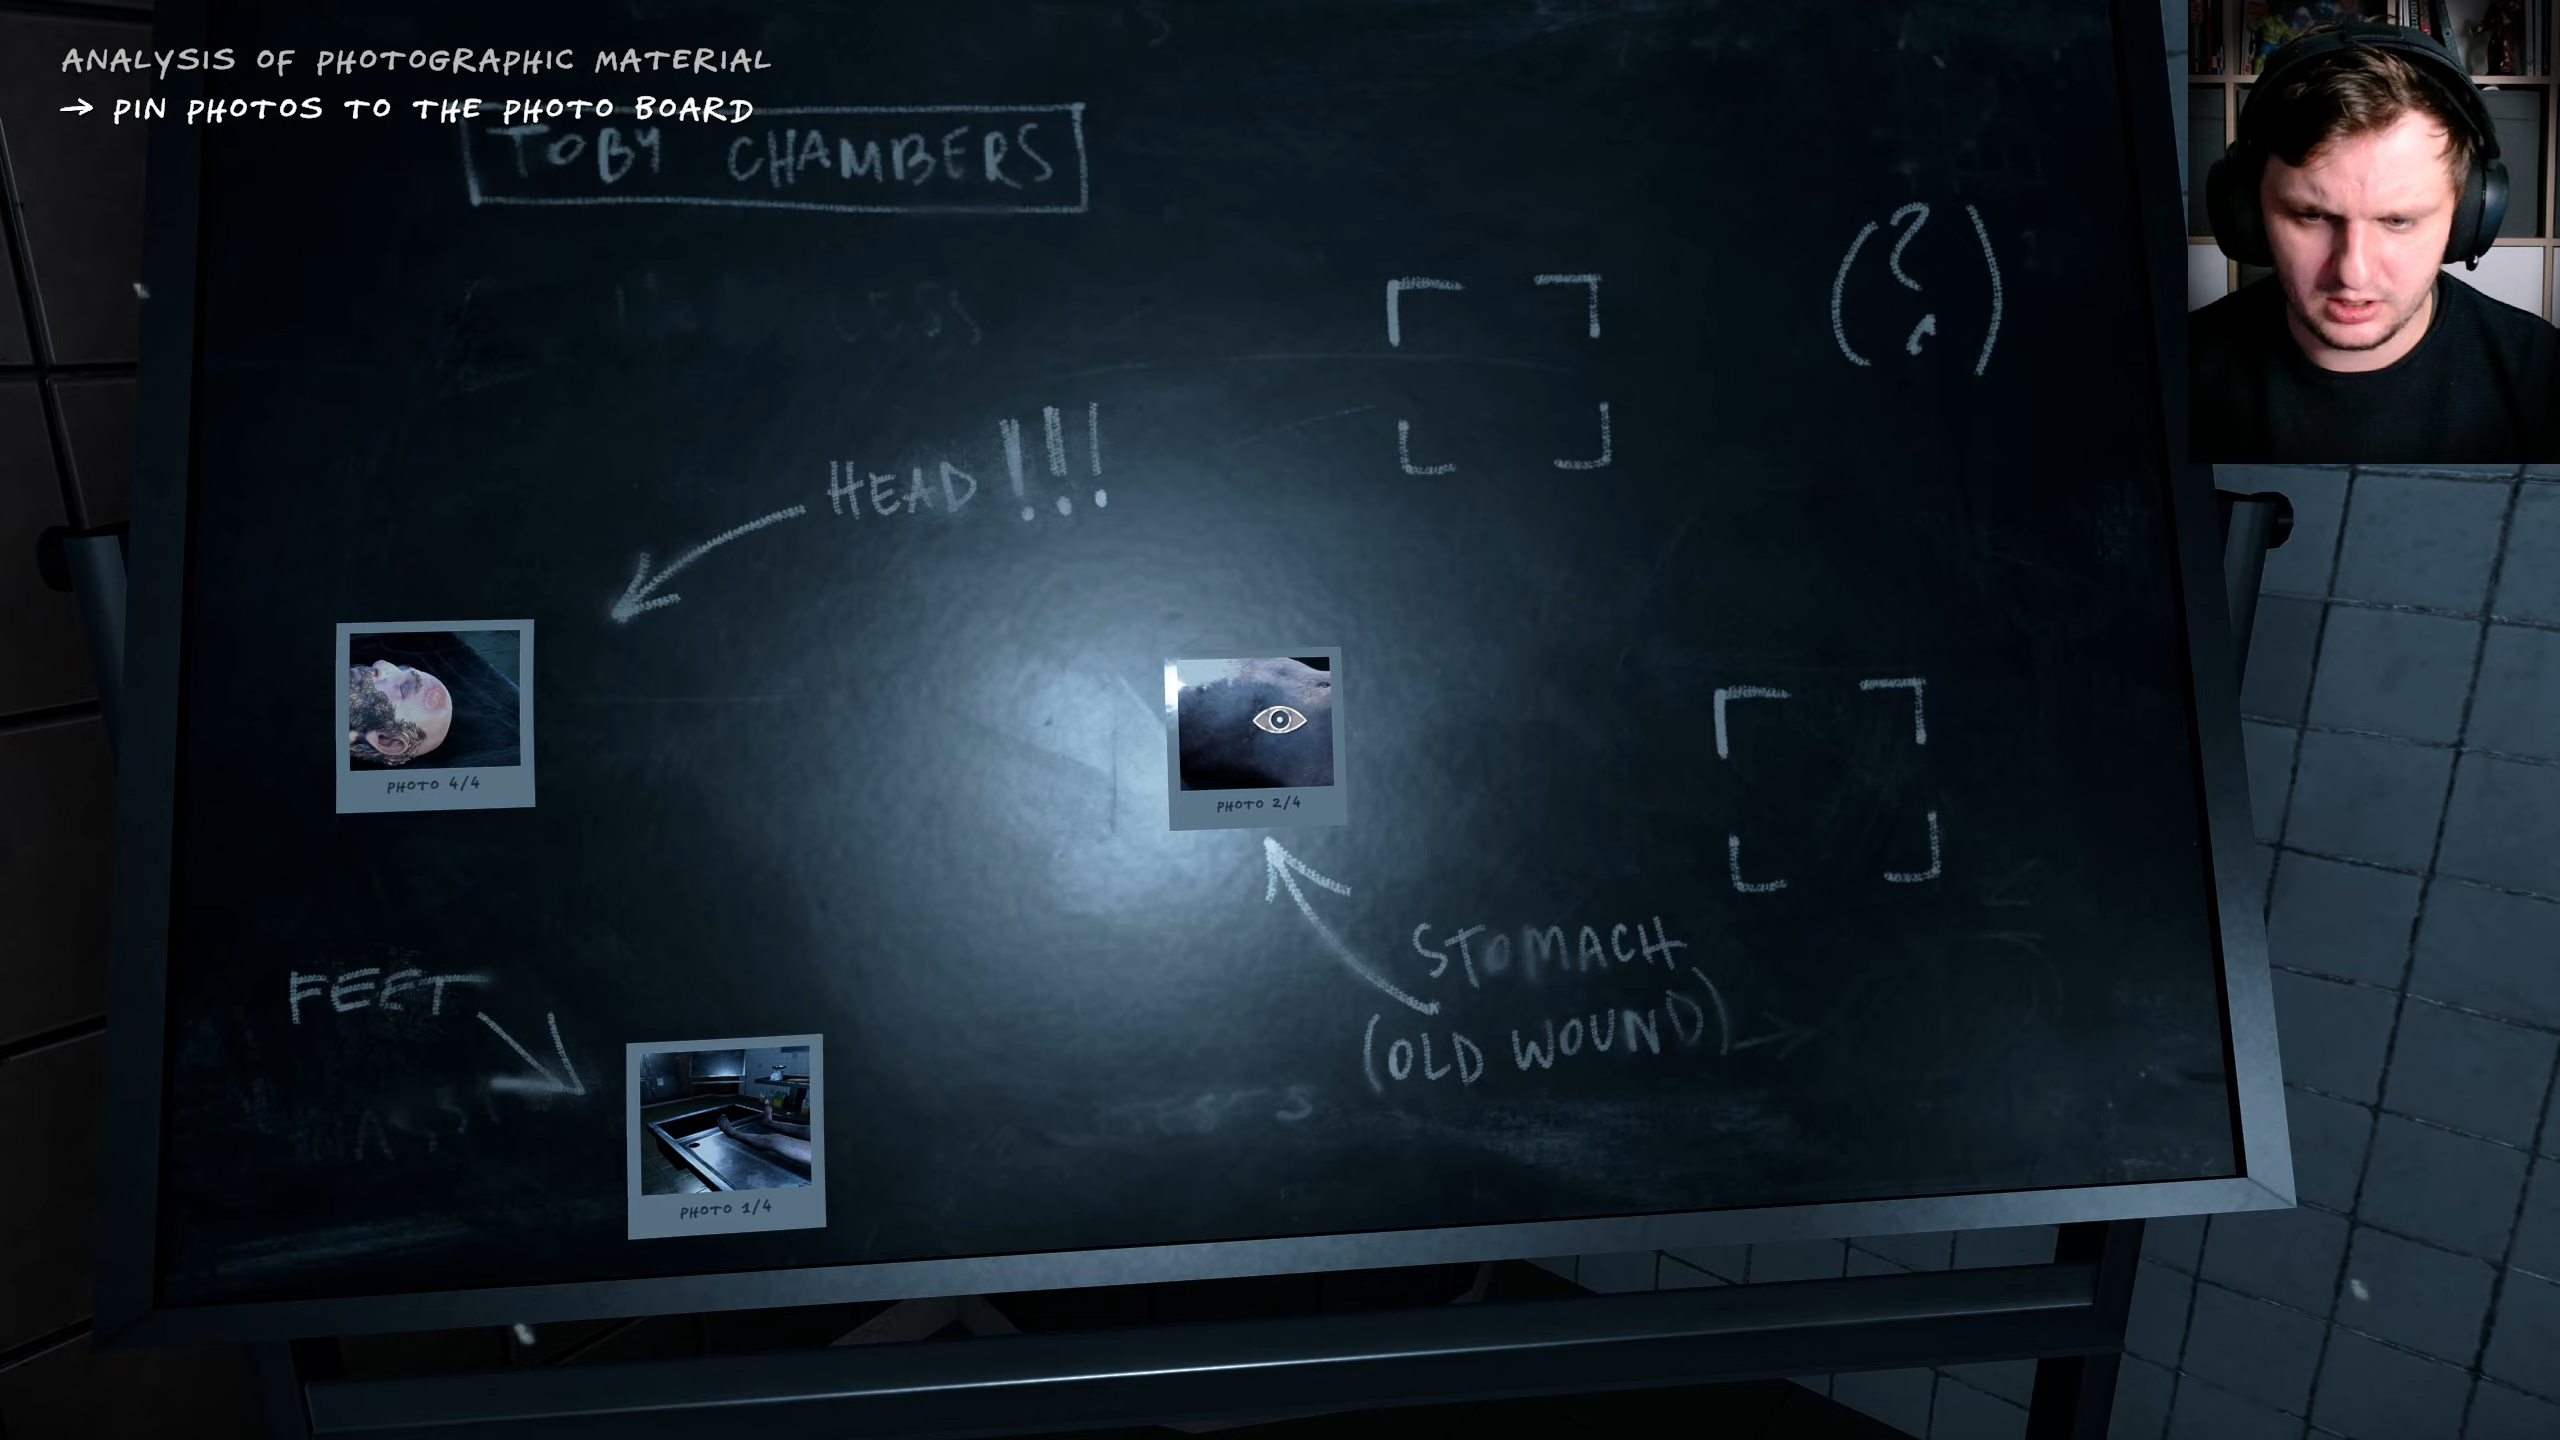 ANALYSIS OF PHOTOGRAPHIC MATERIAL
→ PIN PHOTOS TO THE PHOTO BOARD
TOBY CHAMBERS
(?)
HEAD!!!
PHOTO 4/4
PHOTO 2/4
FEET
STOMACH
(OLD WOUND)
PHOTO 1/4